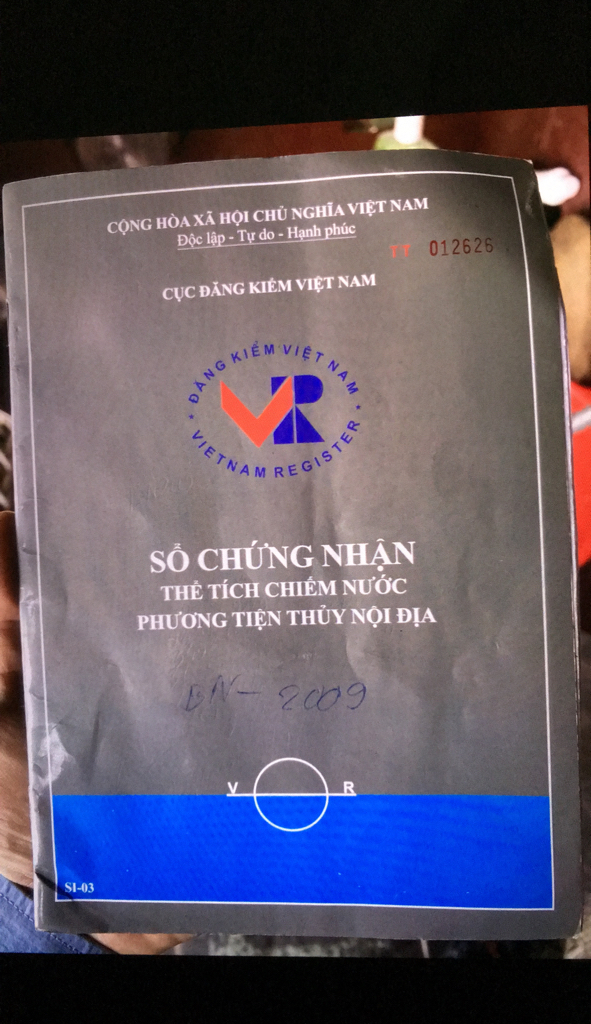 CỘNG HÒA XÃ HỘI CHỦ NGHĨA VIỆT NAM
Độc lập - Tự do - Hạnh phúc
012626
CỤC ĐĂNG KIỂM VIỆT NAM
ĐĂNG KIỂM VIỆT NAM
VR
VIETNAM REGISTER
SỔ CHỨNG NHẬN
THỂ TÍCH CHIẾM NƯỚC
PHƯƠNG TIỆN THỦY NỘI ĐỊA
ĐN- 2009
V R
SI-03